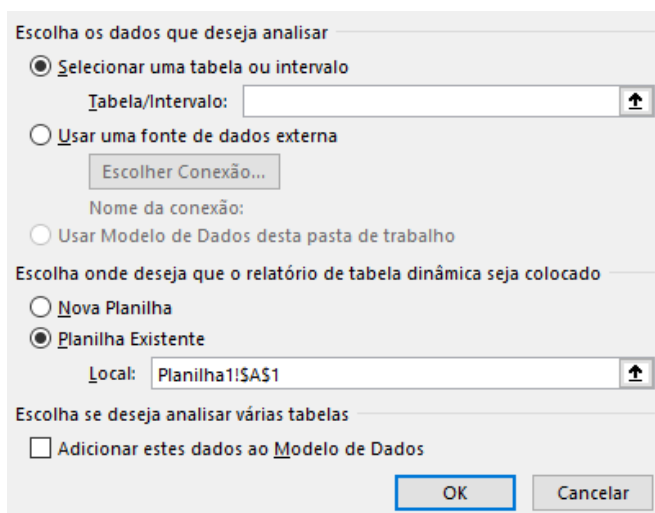 Escolha os dados que deseja analisar
Selecionar uma tabela ou intervalo
Tabela/Intervalo:
Usar uma fonte de dados externa
Escolher Conexão...
Nome da conexão:
Usar Modelo de Dados desta pasta de trabalho
Escolha onde deseja que o relatório de tabela dinâmica seja colocado
Nova Planilha
Planilha Existente
Local: Planilha1!$A$1
Escolha se deseja analisar várias tabelas
Adicionar estes dados ao Modelo de Dados
OK Cancelar